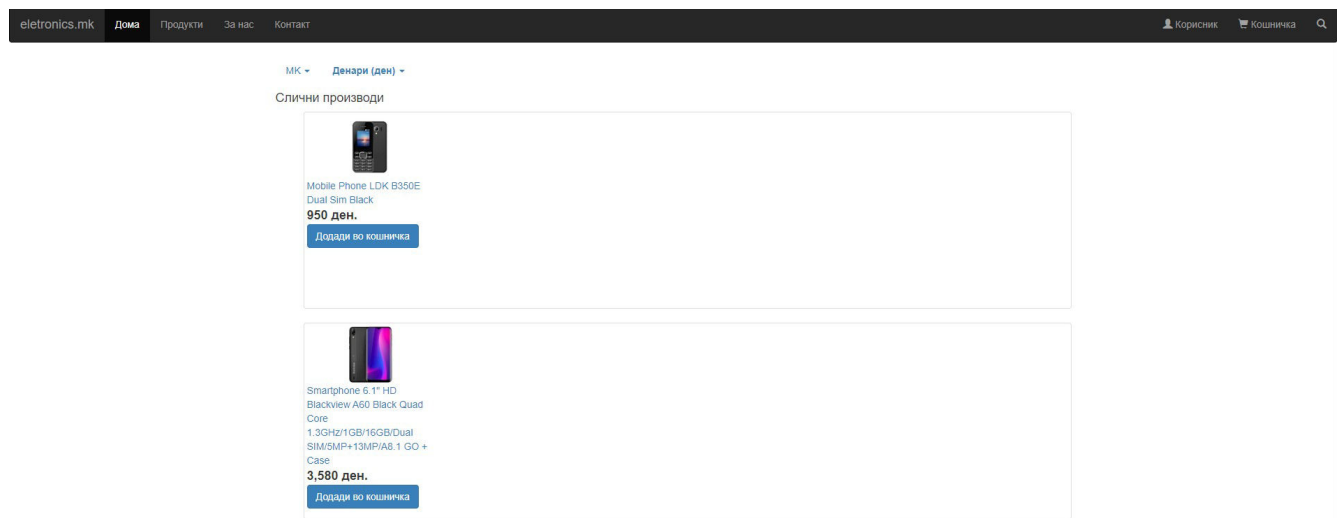 eletronics.mk Дома Продукти За нас Контакт Корисник Кошничка
МК Денари (ден)
Слични производи
Mobile Phone LDK B350E
Dual Sim Black
950 ден.
Додади во кошничка
Smartphone 6.1" HD
Blackview A60 Black Quad
Core
1.3GHz/1GB/16GB/Dual
SIM/5MP+13MP/A8.1 GO +
Case
3,580 ден.
Додади во кошничка